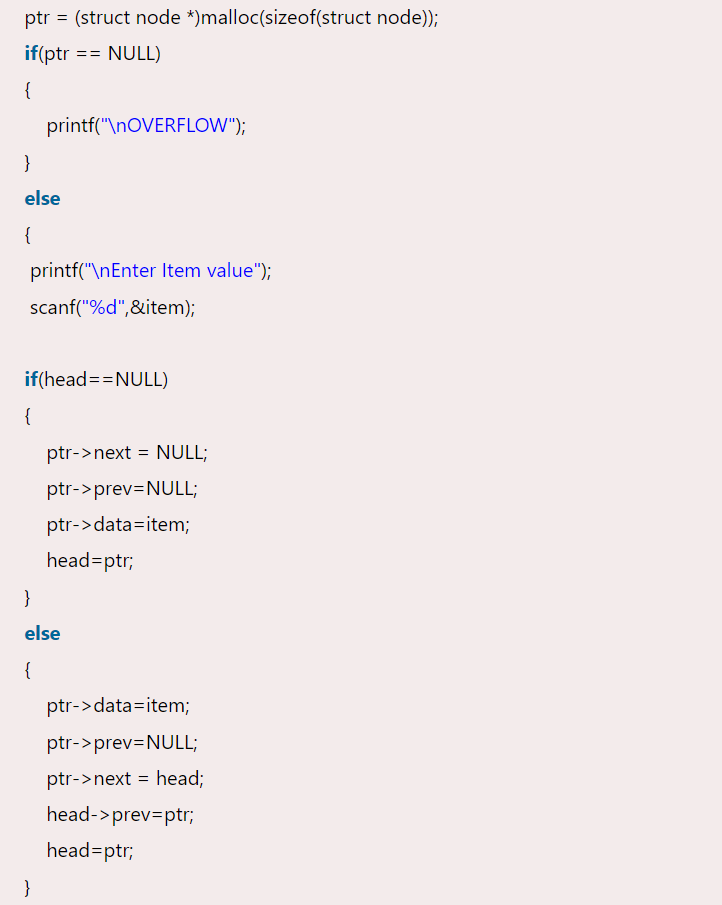 ptr = (struct node *)malloc(sizeof(struct node));
if(ptr == NULL)
{
printf("\nOVERFLOW");
}
else
{
printf("\nEnter Item value");
scanf("%d",&item);
if(head==NULL)
{
ptr->next = NULL;
ptr->prev=NULL;
ptr->data=item;
head=ptr;
}
else
{
ptr->data=item;
ptr->prev=NULL;
ptr->next = head;
head->prev=ptr;
head=ptr;
}